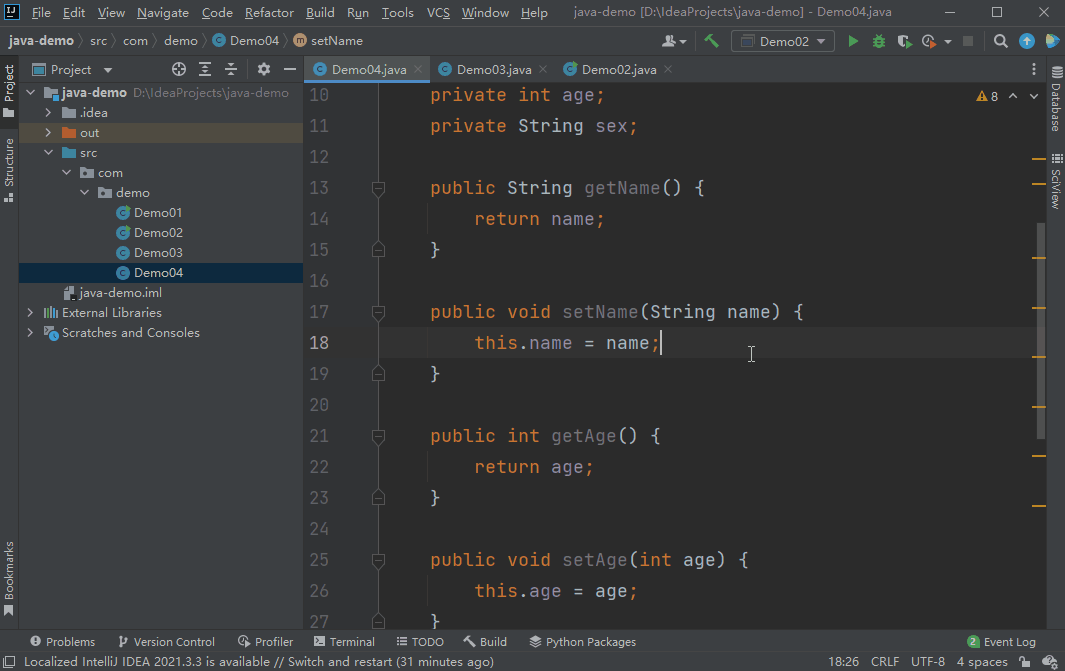 File Edit View Navigate Code Refactor Build Run Tools VCS Window Help java-demo [D:\IdeaProjects\java-demo] - Demo04.java
java-demo src com demo Demo04 setName Demo02
Project
Project
Structure
Bookmarks
java-demo D:\IdeaProjects\java-demo
.idea
out
src
com
demo
Demo01
Demo02
Demo03
Demo04
java-demo.iml
External Libraries
Scratches and Consoles
Demo04.java Demo03.java Demo02.java
8
10 private int age;
11 private String sex;
12
13 public String getName() {
14 return name;
15 }
16
17 public void setName(String name) {
18 this.name = name;
19 }
20
21 public int getAge() {
22 return age;
23 }
24
25 public void setAge(int age) {
26 this.age = age;
27 }
Database
SciView
Problems Version Control Profiler Terminal TODO Build Python Packages 2 Event Log
Localized IntelliJ IDEA 2021.3.3 is available // Switch and restart (31 minutes ago) 18:26 CRLF UTF-8 4 spaces